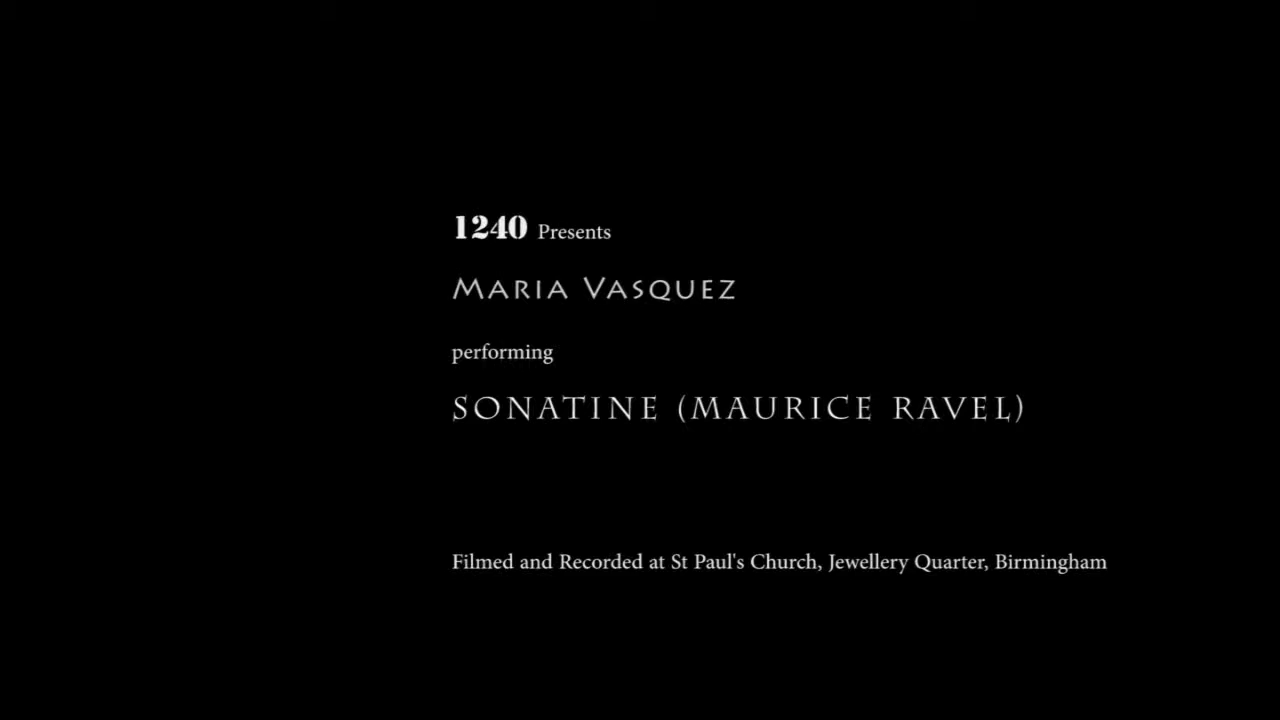 1240 Presents
Maria Vasquez
performing
SONATINE (MAURICE RAVEL)
Filmed and Recorded at St Paul's Church, Jewellery Quarter, Birmingham